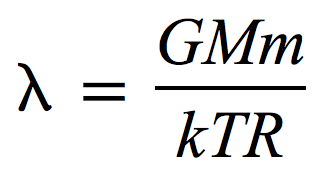 λ = GMm / kTR